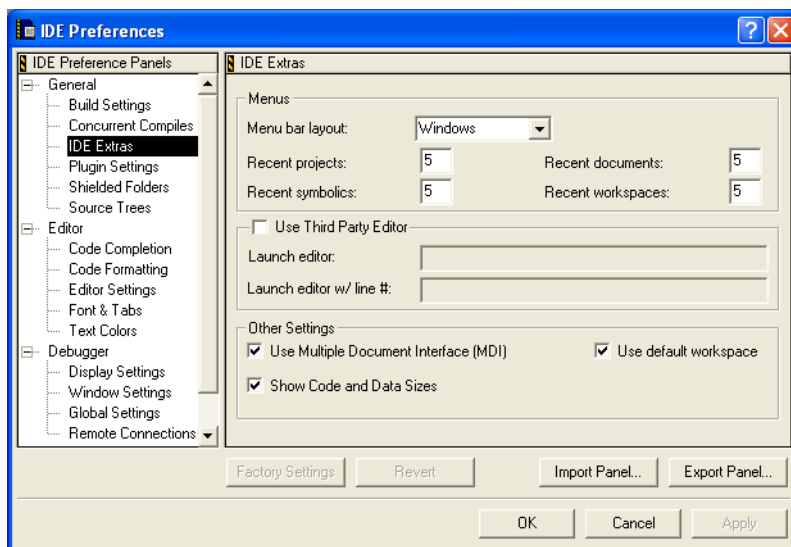 IDE Preferences
IDE Preference Panels
General
Build Settings
Concurrent Compiles
IDE Extras
Plugin Settings
Shielded Folders
Source Trees
Editor
Code Completion
Code Formatting
Editor Settings
Font & Tabs
Text Colors
Debugger
Display Settings
Window Settings
Global Settings
Remote Connections
IDE Extras
Menus
Menu bar layout: Windows
Recent projects: 5 Recent documents: 5
Recent symbolics: 5 Recent workspaces: 5
Use Third Party Editor
Launch editor:
Launch editor w/ line #:
Other Settings
Use Multiple Document Interface (MDI) Use default workspace
Show Code and Data Sizes
Factory Settings Revert Import Panel... Export Panel...
OK Cancel Apply